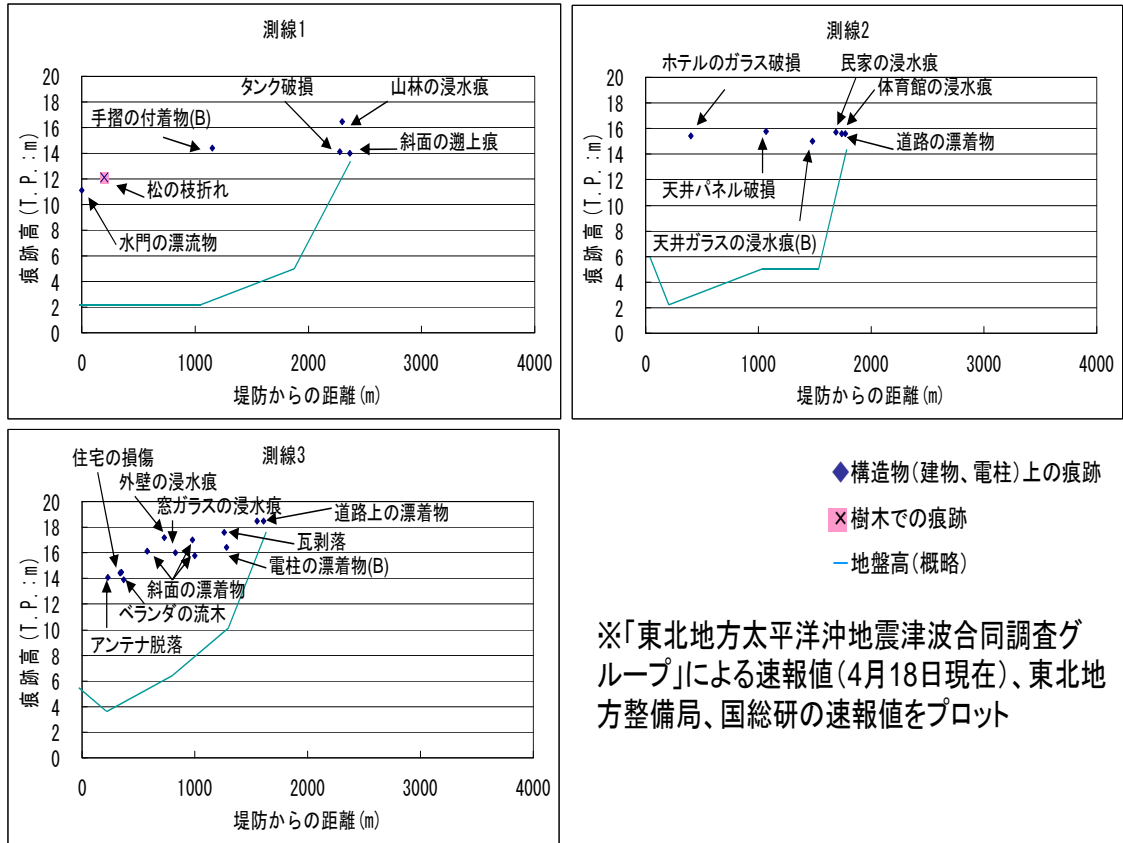 測線1
20
18
16
14
12
10
8
6
4
2
0
痕跡高(T.P.:m)
タンク破損
山林の浸水痕
手摺の付着物(B)
斜面の遡上痕
松の枝折れ
水門の漂流物
0 1000 2000 3000 4000
堤防からの距離(m)
測線2
20
18
16
14
12
10
8
6
4
2
0
痕跡高(T.P.:m)
ホテルのガラス破損
民家の浸水痕
体育館の浸水痕
道路の漂着物
天井パネル破損
天井ガラスの浸水痕(B)
0 1000 2000 3000 4000
堤防からの距離(m)
測線3
20
18
16
14
12
10
8
6
4
2
0
痕跡高(T.P.:m)
住宅の損傷
外壁の浸水痕
窓ガラスの浸水痕
道路上の漂着物
瓦剥落
電柱の漂着物(B)
斜面の漂着物
ベランダの流木
アンテナ脱落
0 1000 2000 3000 4000
堤防からの距離(m)
構造物(建物、電柱)上の痕跡
樹木での痕跡
地盤高(概略)
※「東北地方太平洋沖地震津波合同調査グ
ループ」による速報値(4月18日現在)、東北地
方整備局、国総研の速報値をプロット